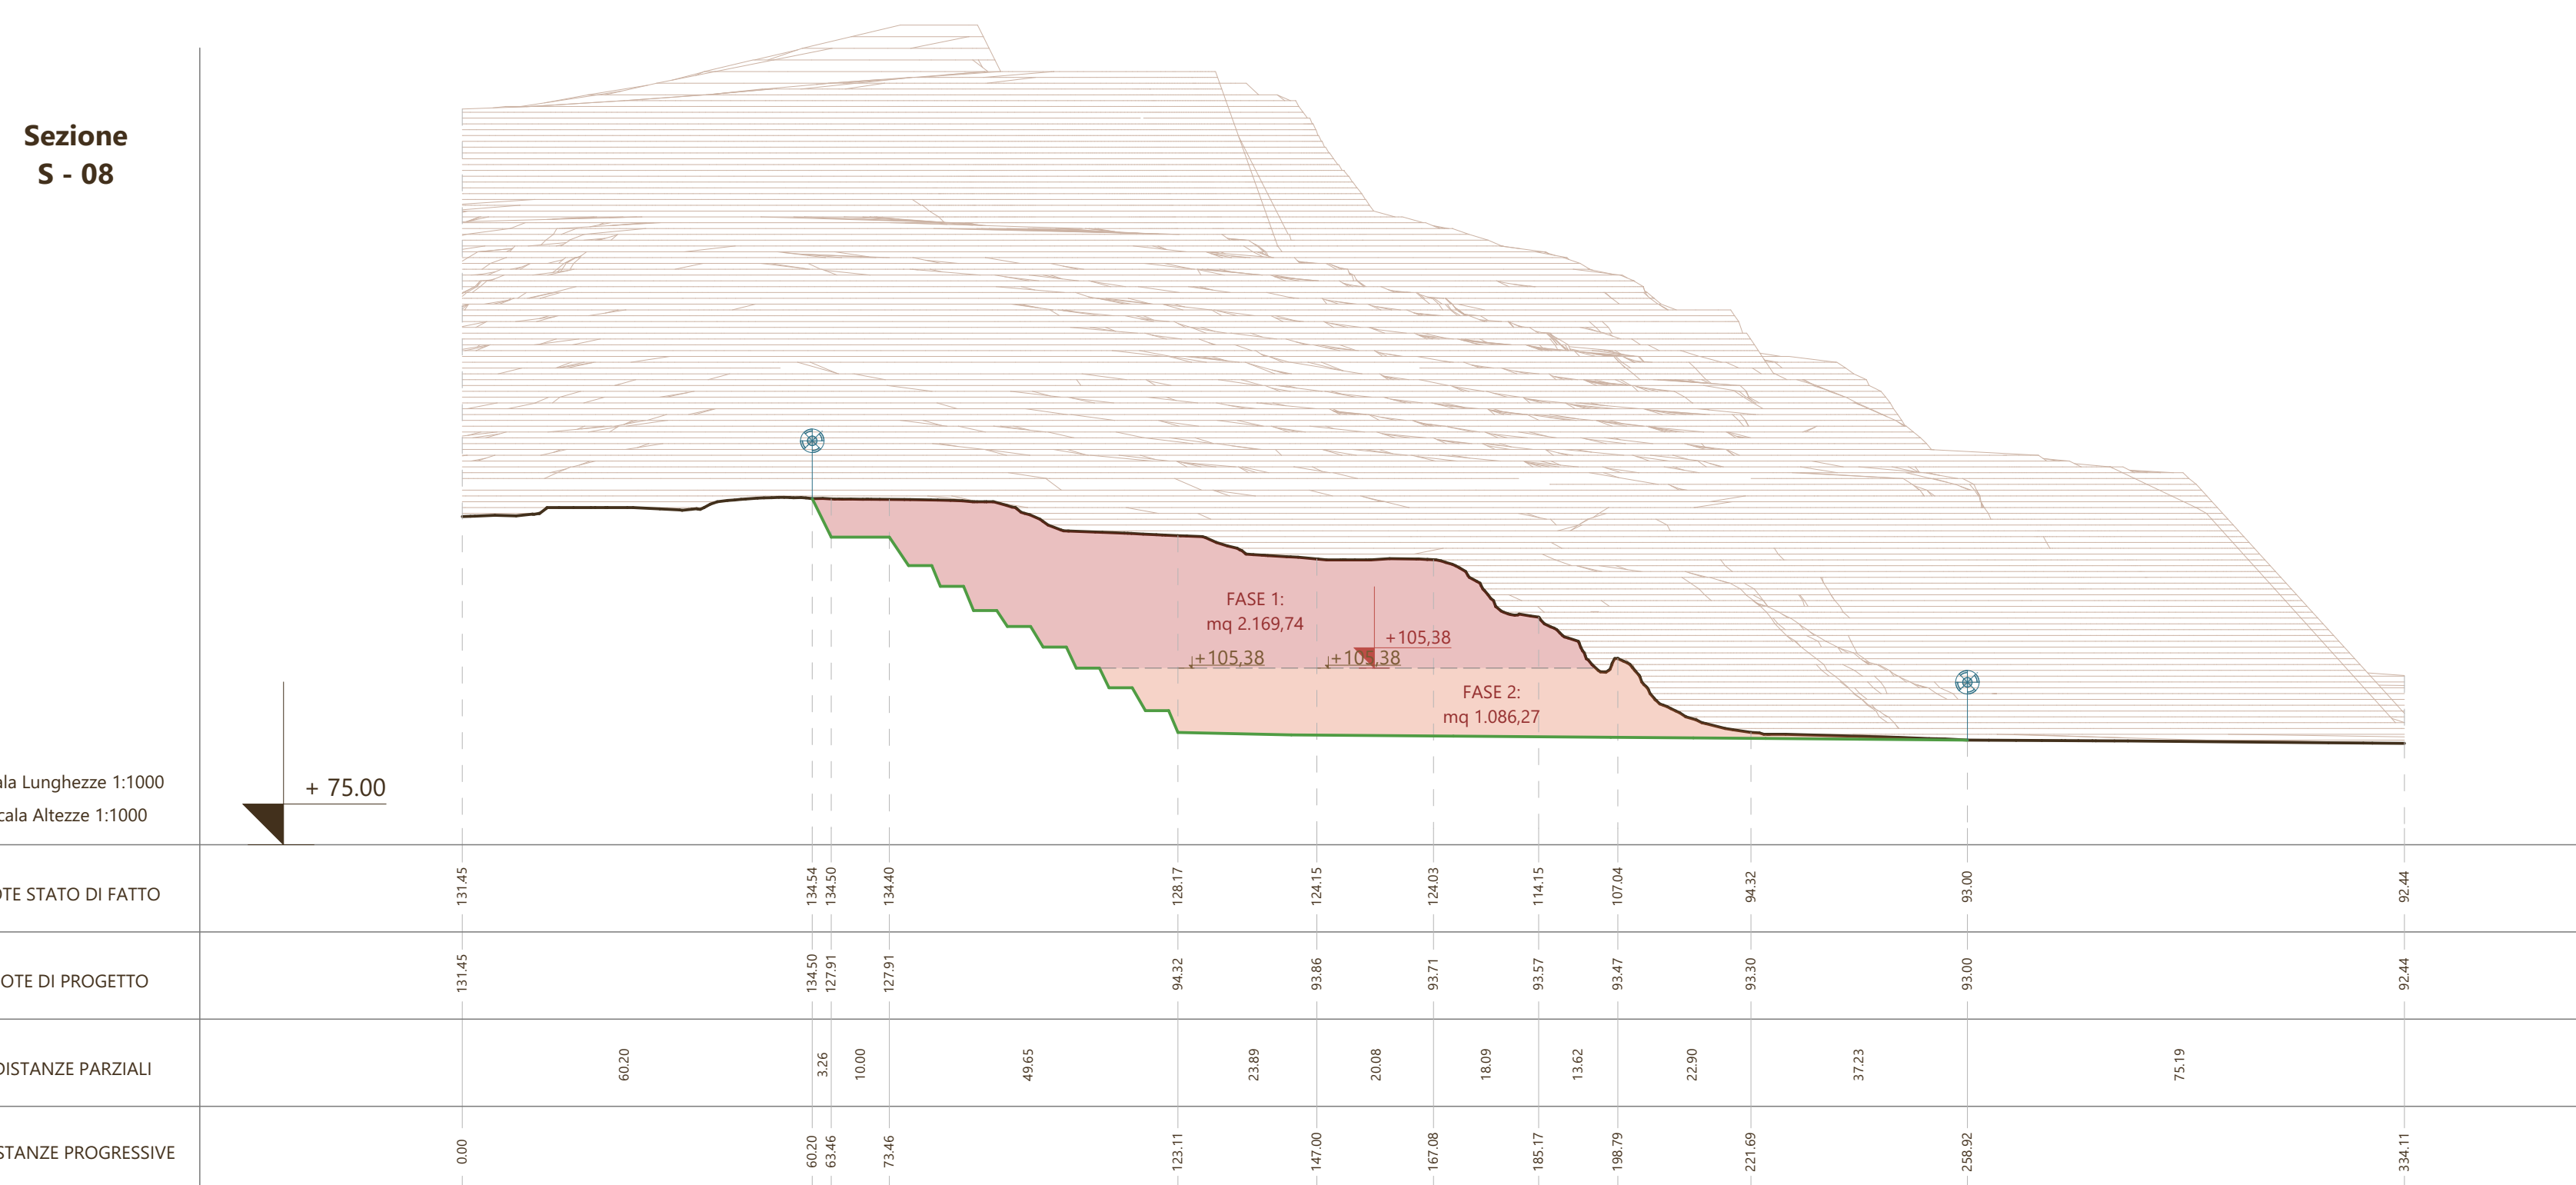 Sezione
S - 08
FASE 1:
mq 2.169,74
+105,38
+105,38
+105,38
FASE 2:
mq 1.086,27
ala Lunghezze 1:1000
cala Altezze 1:1000
+ 75.00
OTE STATO DI FATTO
131.45 134.54 134.50 134.40 128.17 124.15 124.03 114.15 107.04 94.32 93.00 92.44
OTE DI PROGETTO
131.45 134.50 127.91 127.91 94.32 93.86 93.71 93.57 93.47 93.30 93.00 92.44
DISTANZE PARZIALI
60.20 3.26 10.00 49.65 23.89 20.08 18.09 13.62 22.90 37.23 75.19
STANZE PROGRESSIVE
0.00 60.20 63.46 73.46 123.11 147.00 167.08 185.17 198.79 221.69 258.92 334.11